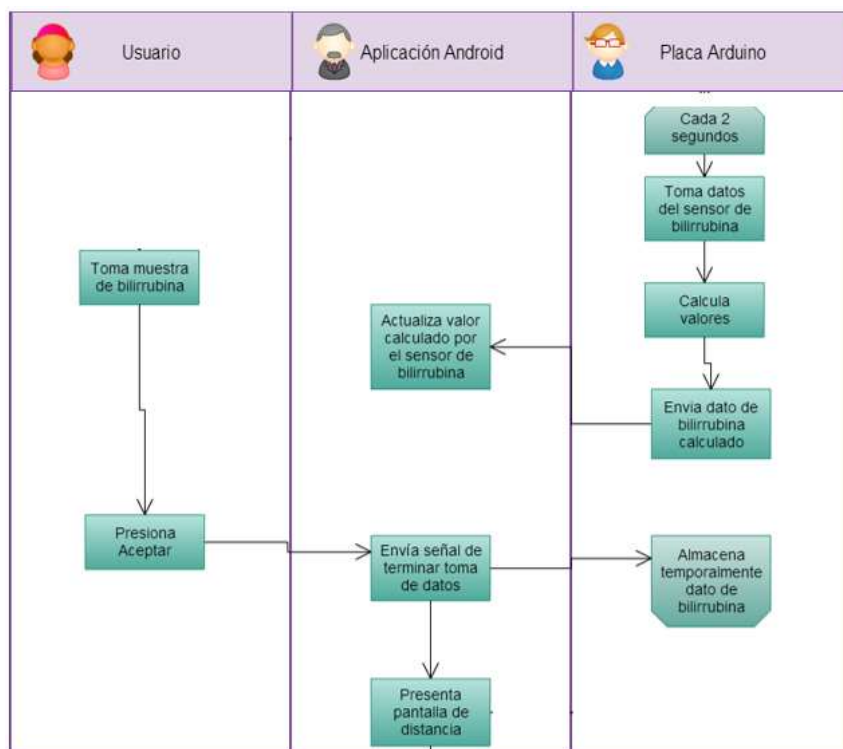 Usuario
Aplicación Android
Placa Arduino
Cada 2
segundos
Toma datos
del sensor de
bilirrubina
Toma muestra
de bilirrubina
Calcula
valores
Actualiza valor
calculado por
el sensor de
bilirrubina
Envia dato de
bilirrubina
calculado
Presiona
Aceptar
Envía señal de
terminar toma
de datos
Almacena
temporalmente
dato de
bilirrubina
Presenta
pantalla de
distancia